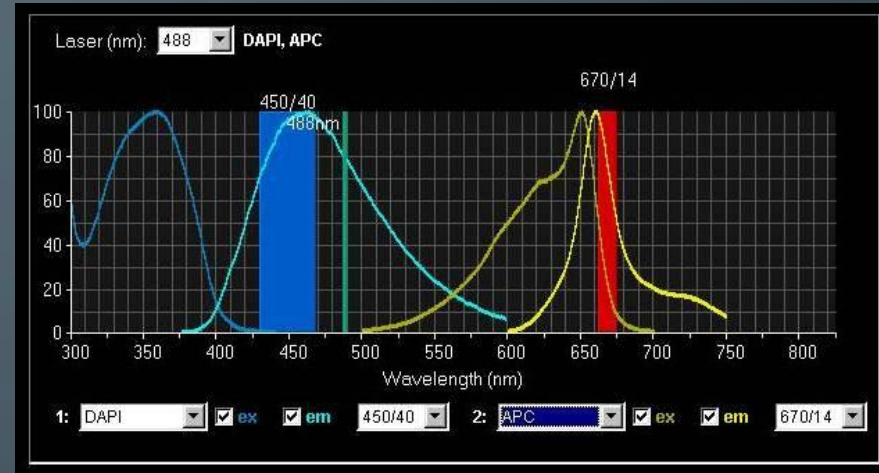 Laser (nm): 488 DAPI, APC
670/14
450/40
488nm
100
80
60
40
20
0
300 350 400 450 500 550 600 650 700 750 800
Wavelength (nm)
1: DAPI ex em 450/40 2: APC ex em 670/14